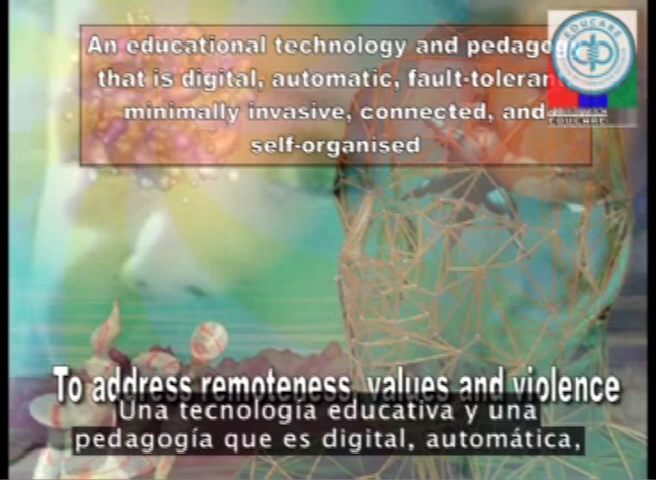 An educational technology and pedago
that is digital, automatic, fault-toleran
minimally invasive, connected, and
self-organised
EDUCARE
EDUCARE
To address remoteness, values and violence
Una tecnología educativa y una
pedagogía que es digital, automática,